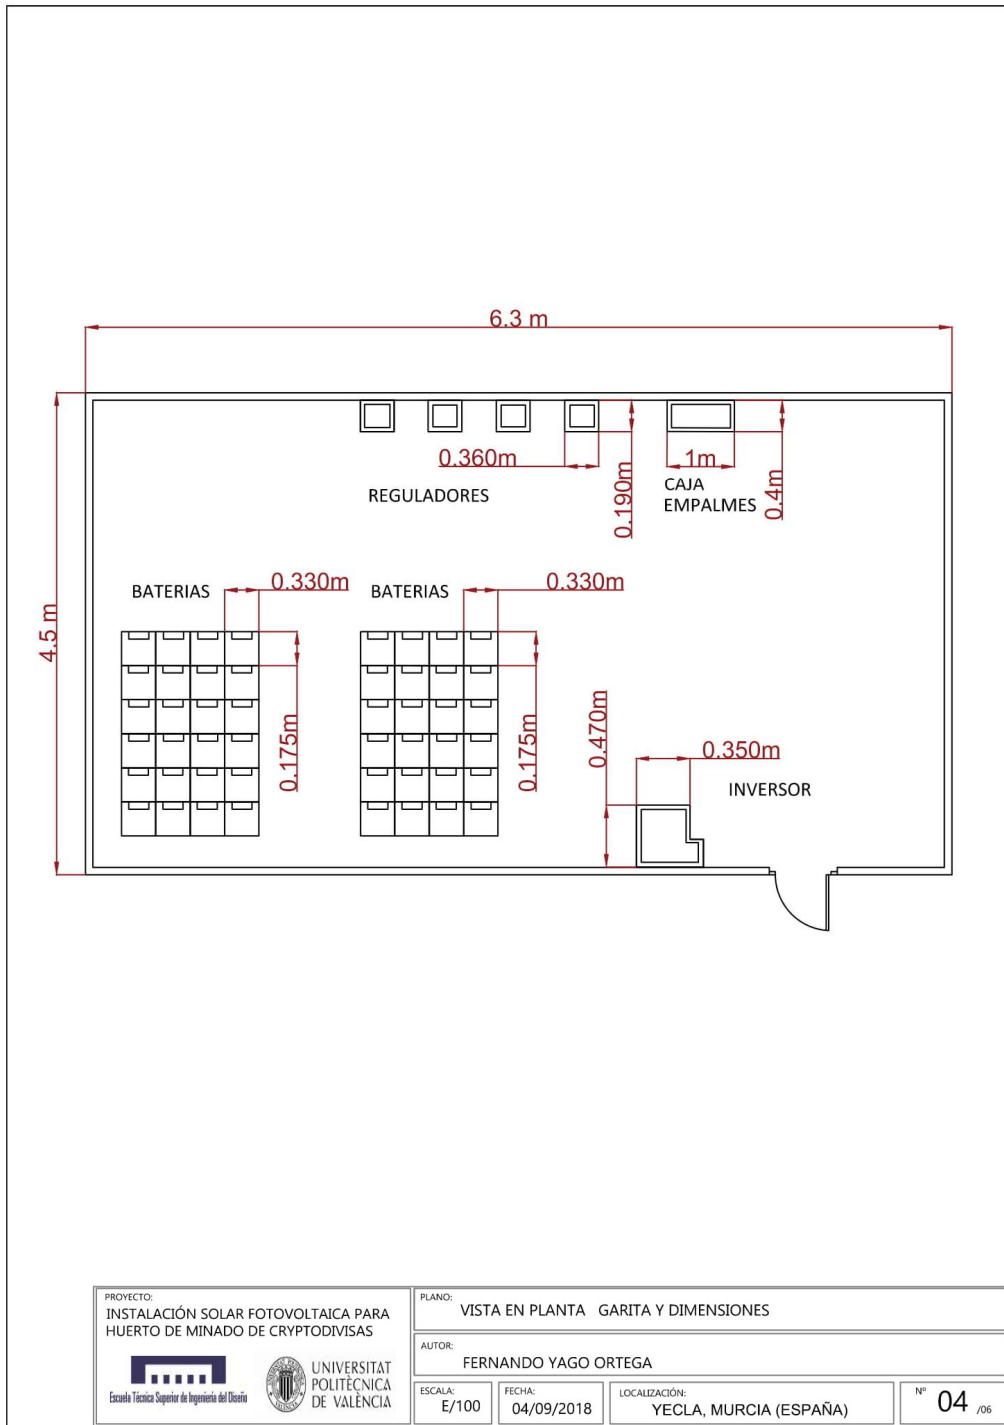 6.3 m
4.5 m
0.360m
0.190m
1m
0.4m
REGULADORES
CAJA
EMPALMES
BATERIAS
0.330m
BATERIAS
0.330m
0.175m
0.175m
0.470m
0.350m
INVERSOR
PROYECTO:
INSTALACIÓN SOLAR FOTOVOLTAICA PARA
HUERTO DE MINADO DE CRYPTODIVISAS
Escuela Técnica Superior de Ingeniería del Diseño
UNIVERSITAT
POLITÈCNICA
DE VALÈNCIA
PLANO:
VISTA EN PLANTA GARITA Y DIMENSIONES
AUTOR:
FERNANDO YAGO ORTEGA
ESCALA:
E/100
FECHA:
04/09/2018
LOCALIZACIÓN:
YECLA, MURCIA (ESPAÑA)
Nº 04 /06